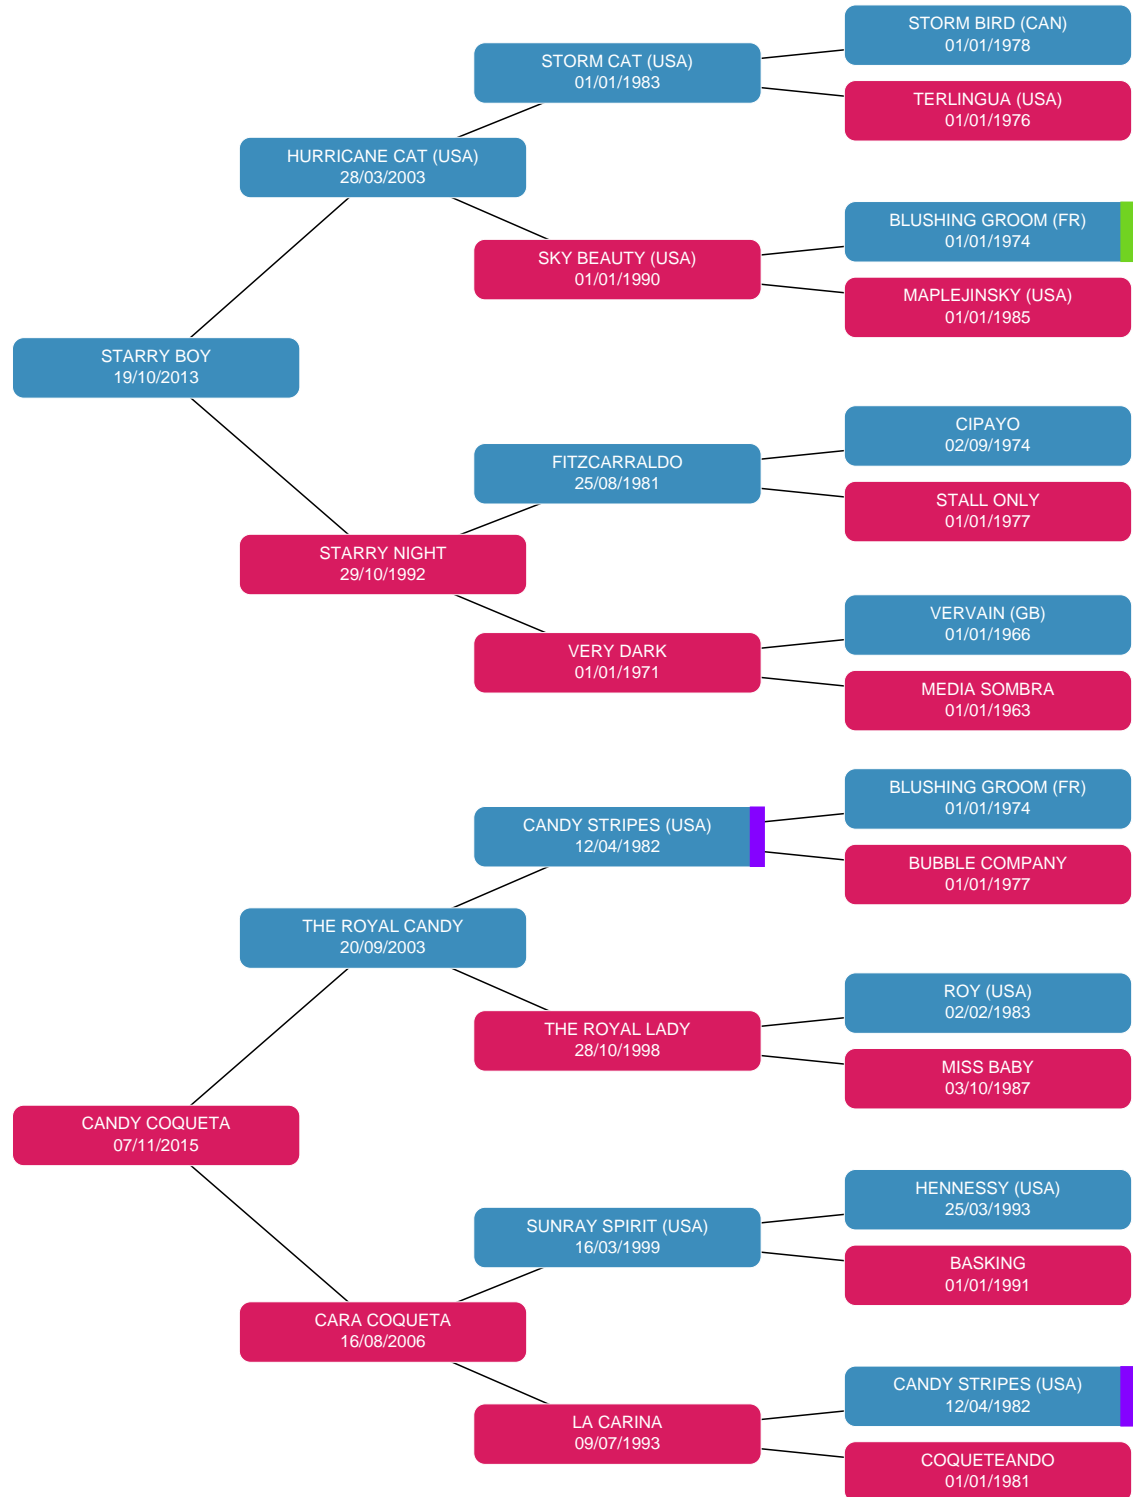 STORM BIRD (CAN)
01/01/1978
STORM CAT (USA)
01/01/1983
TERLINGUA (USA)
01/01/1976
HURRICANE CAT (USA)
28/03/2003
BLUSHING GROOM (FR)
01/01/1974
SKY BEAUTY (USA)
01/01/1990
MAPLEJINSKY (USA)
01/01/1985
STARRY BOY
19/10/2013
CIPAYO
02/09/1974
FITZCARRALDO
25/08/1981
STALL ONLY
01/01/1977
STARRY NIGHT
29/10/1992
VERVAIN (GB)
01/01/1966
VERY DARK
01/01/1971
MEDIA SOMBRA
01/01/1963
BLUSHING GROOM (FR)
01/01/1974
CANDY STRIPES (USA)
12/04/1982
BUBBLE COMPANY
01/01/1977
THE ROYAL CANDY
20/09/2003
ROY (USA)
02/02/1983
THE ROYAL LADY
28/10/1998
MISS BABY
03/10/1987
CANDY COQUETA
07/11/2015
HENNESSY (USA)
25/03/1993
SUNRAY SPIRIT (USA)
16/03/1999
BASKING
01/01/1991
CARA COQUETA
16/08/2006
CANDY STRIPES (USA)
12/04/1982
LA CARINA
09/07/1993
COQUETEANDO
01/01/1981